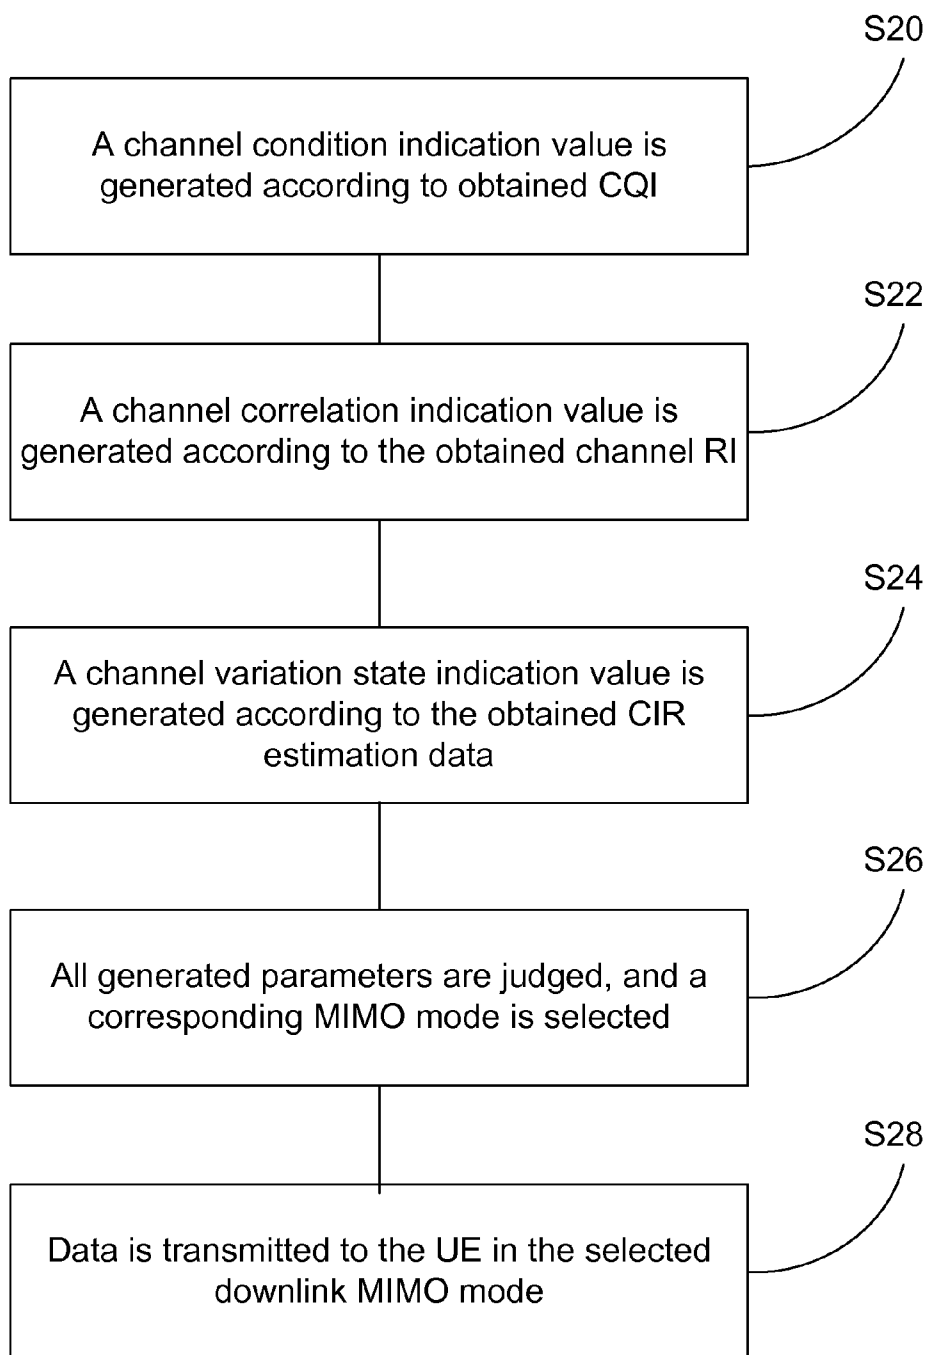 S20
A channel condition indication value is
generated according to obtained CQI
S22
A channel correlation indication value is
generated according to the obtained channel RI
S24
A channel variation state indication value is
generated according to the obtained CIR
estimation data
S26
All generated parameters are judged, and a
corresponding MIMO mode is selected
S28
Data is transmitted to the UE in the selected
downlink MIMO mode